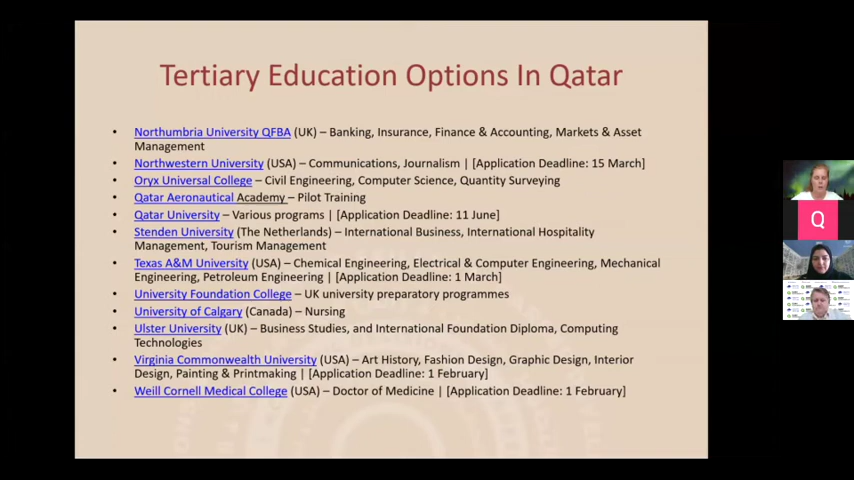 Tertiary Education Options In Qatar
• Northumbria University QFBA (UK) – Banking, Insurance, Finance & Accounting, Markets & Asset
Management
• Northwestern University (USA) – Communications, Journalism | [Application Deadline: 15 March]
• Oryx Universal College – Civil Engineering, Computer Science, Quantity Surveying
• Qatar Aeronautical Academy – Pilot Training
• Qatar University – Various programs | [Application Deadline: 11 June]
• Stenden University (The Netherlands) – International Business, International Hospitality
Management, Tourism Management
• Texas A&M University (USA) – Chemical Engineering, Electrical & Computer Engineering, Mechanical
Engineering, Petroleum Engineering | [Application Deadline: 1 March]
• University Foundation College – UK university preparatory programmes
• University of Calgary (Canada) – Nursing
• Ulster University (UK) – Business Studies, and International Foundation Diploma, Computing
Technologies
• Virginia Commonwealth University (USA) – Art History, Fashion Design, Graphic Design, Interior
Design, Painting & Printmaking | [Application Deadline: 1 February]
• Weill Cornell Medical College (USA) – Doctor of Medicine | [Application Deadline: 1 February]
Q